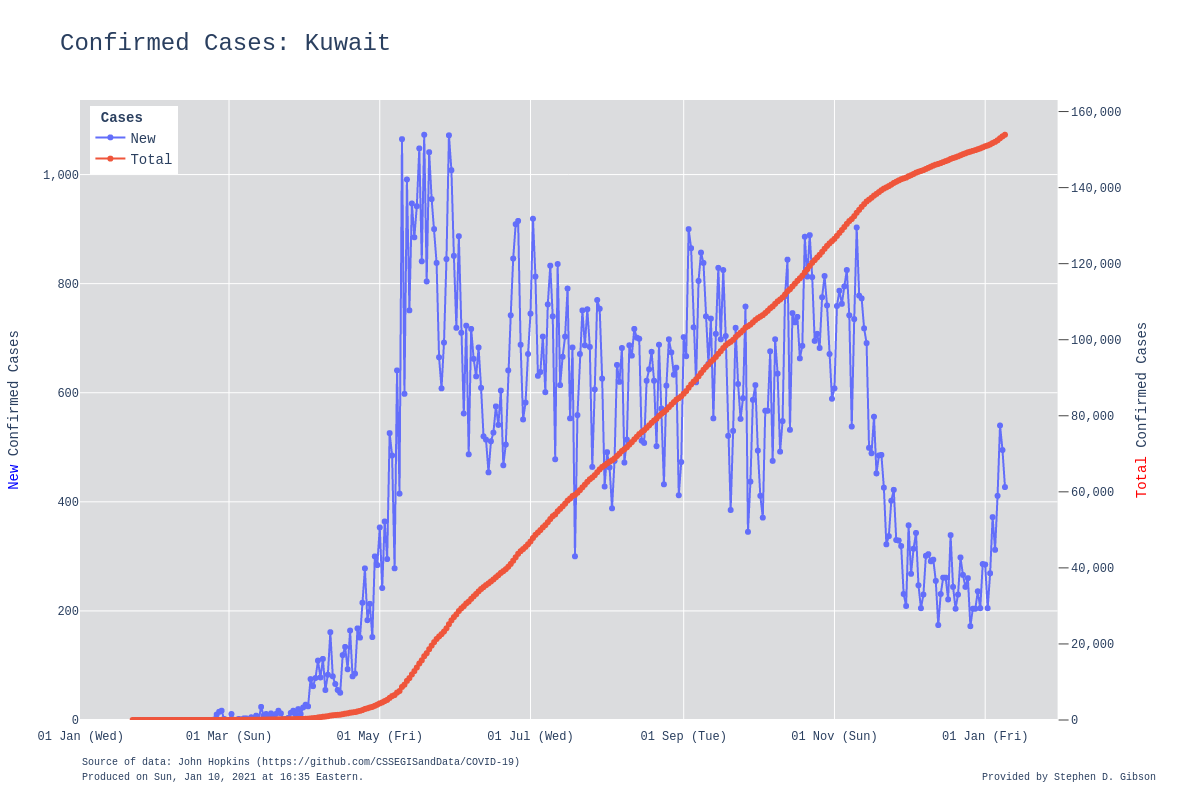 Confirmed Cases: Kuwait
Cases
New
Total
1,000
800
600
400
200
0
160,000
140,000
120,000
100,000
80,000
60,000
40,000
20,000
0
New Confirmed Cases
Total Confirmed Cases
01 Jan (Wed) 01 Mar (Sun) 01 May (Fri) 01 Jul (Wed) 01 Sep (Tue) 01 Nov (Sun) 01 Jan (Fri)
Source of data: John Hopkins (https://github.com/CSSEGISandData/COVID-19)
Produced on Sun, Jan 10, 2021 at 16:35 Eastern.
Provided by Stephen D. Gibson